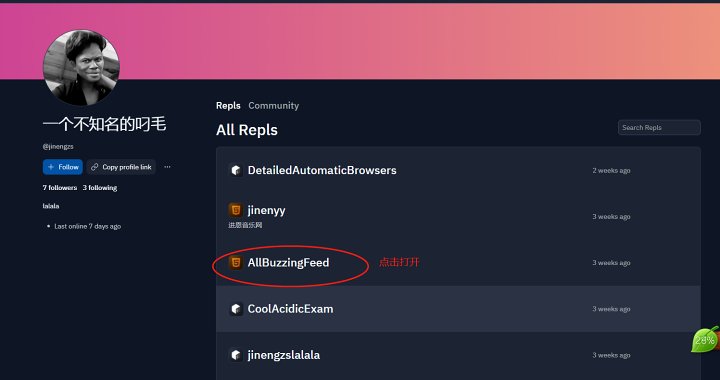 一个不知名的叼毛
@jinengzs
+ Follow
Copy profile link
...
7 followers 3 following
lalala
• Last online 7 days ago
Repls Community
All Repls
Search Repls
DetailedAutomaticBrowsers
2 weeks ago
jinenyy
进恩音乐网
3 weeks ago
AllBuzzingFeed
点击打开
3 weeks ago
CoolAcidicExam
3 weeks ago
jinengzslalala
3 weeks ago
28%